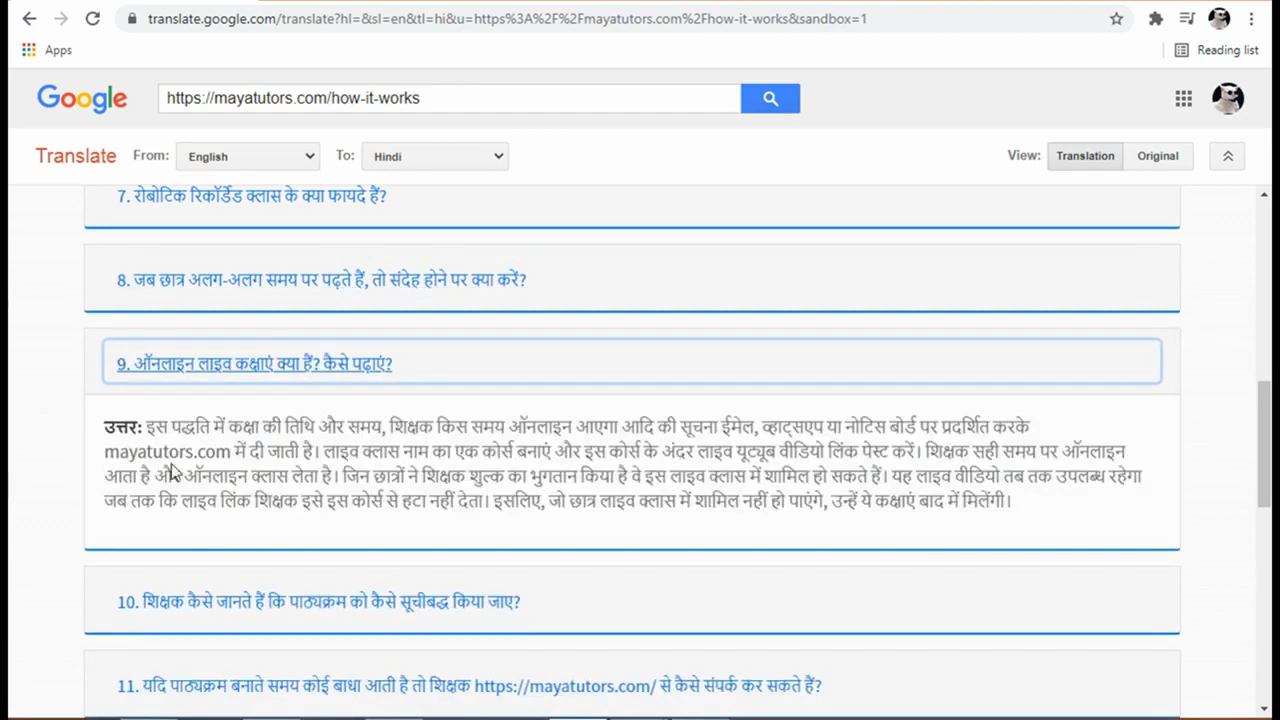 translate.google.com/translate?hl=&sl=en&tl=hi&u=https%3A%2F%2Fmayatutors.com%2Fhow-it-works&sandbox=1
Apps
Reading list
Google
https://mayatutors.com/how-it-works
Translate From: English To: Hindi View: Translation Original
7. रोबोटिक रिकॉर्डेड क्लास के क्या फायदे हैं?
8. जब छात्र अलग-अलग समय पर पढ़ते हैं, तो संदेह होने पर क्या करें?
9. ऑनलाइन लाइव कक्षाएं क्या हैं? कैसे पढ़ाएं?
उत्तर: इस पद्धति में कक्षा की तिथि और समय, शिक्षक किस समय ऑनलाइन आएगा आदि की सूचना ईमेल, व्हाट्सएप या नोटिस बोर्ड पर प्रदर्शित करके
mayatutors.com में दी जाती है। लाइव क्लास नाम का एक कोर्स बनाएं और इस कोर्स के अंदर लाइव यूट्यूब वीडियो लिंक पेस्ट करें। शिक्षक सही समय पर ऑनलाइन
आता है और ऑनलाइन क्लास लेता है। जिन छात्रों ने शिक्षक शुल्क का भुगतान किया है वे इस लाइव क्लास में शामिल हो सकते हैं। यह लाइव वीडियो तब तक उपलब्ध रहेगा
जब तक कि लाइव लिंक शिक्षक इसे इस कोर्स से हटा नहीं देता। इसलिए, जो छात्र लाइव क्लास में शामिल नहीं हो पाएंगे, उन्हें ये कक्षाएं बाद में मिलेंगी।
10. शिक्षक कैसे जानते हैं कि पाठ्यक्रम को कैसे सूचीबद्ध किया जाए?
11. यदि पाठ्यक्रम बनाते समय कोई बाधा आती है तो शिक्षक https://mayatutors.com/ से कैसे संपर्क कर सकते हैं?